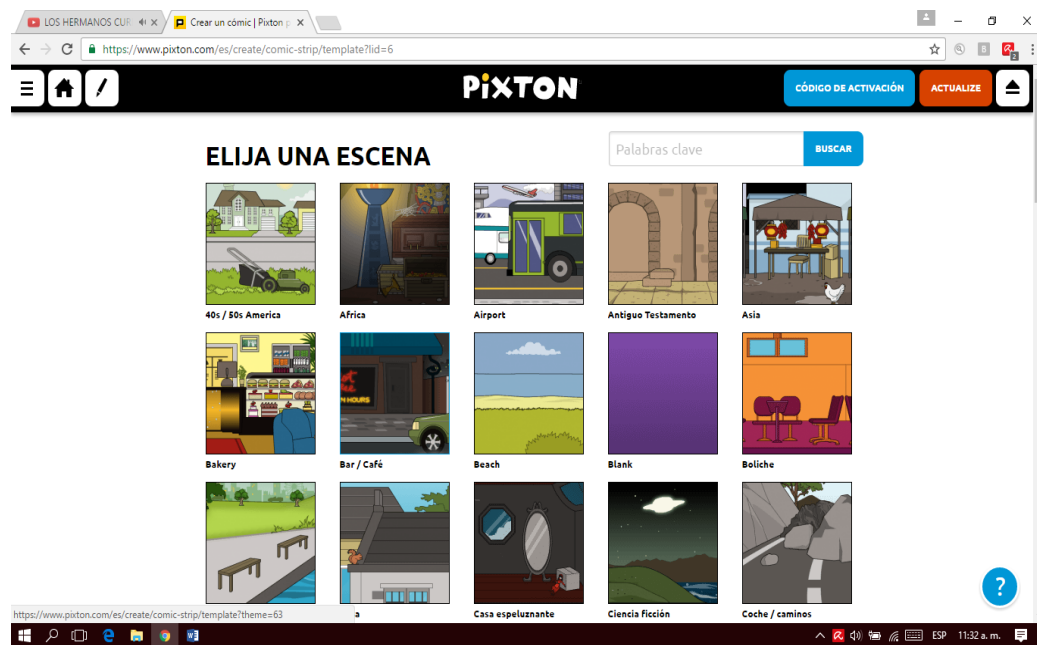 LOS HERMANOS CUR
Crear un cómic | Pixton p
https://www.pixton.com/es/create/comic-strip/template?lid=6
PiXTON
CÓDIGO DE ACTIVACIÓN
ACTUALIZE
ELIJA UNA ESCENA
Palabras clave
BUSCAR
40s / 50s America
Africa
Airport
Antiguo Testamento
Asia
HOURS
Bakery
Bar / Café
Beach
Blank
Boliche
Casa espeluznante
Ciencia ficción
Coche / caminos
?
https://www.pixton.com/es/create/comic-strip/template?theme=63
ESP
11:32 a. m.